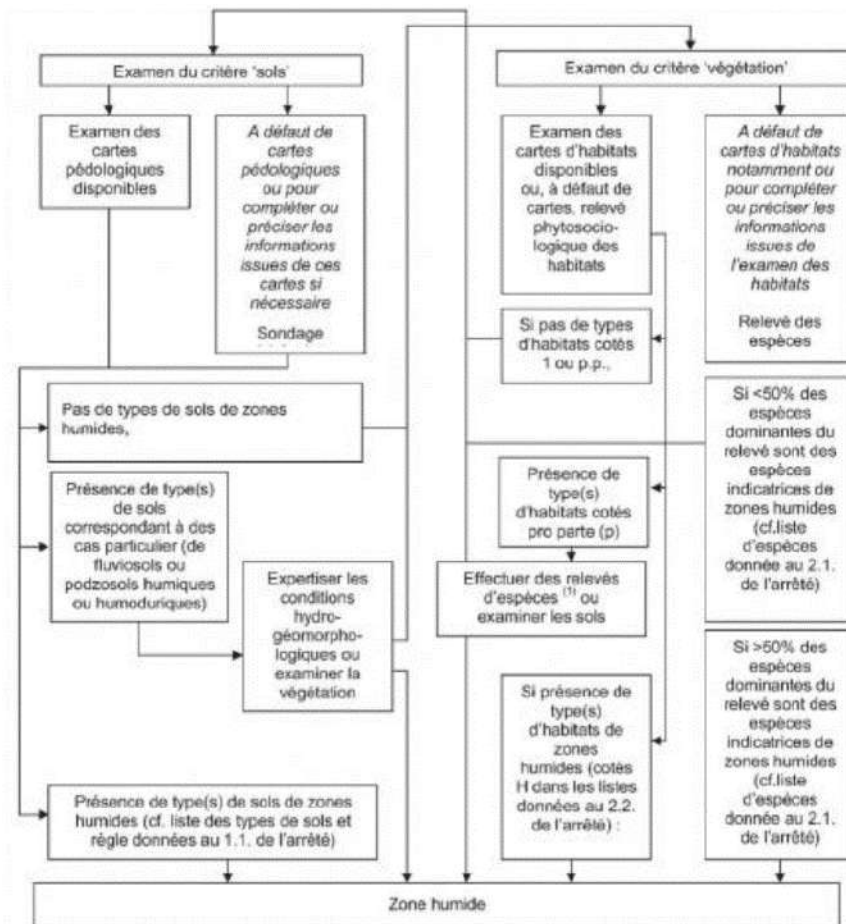 Examen du critère 'sols'
Examen des
cartes
pédologiques
disponibles
A défaut de
cartes
pédologiques
ou pour
compléter ou
préciser les
informations
issues de ces
cartes si
nécessaire
Sondage
Pas de types de sols de zones
humides,
Présence de type(s)
de sols
correspondant à des
cas particulier (de
fluviosols ou
podzosols humiques
ou humoduriques)
Expertiser les
conditions
hydro-
géomorpho-
logiques ou
examiner la
végétation
Présence de type(s) de sols de zones
humides (cf. liste des types de sols et
règle données au 1.1. de l'arrêté)
Examen du critère 'végétation'
Examen des
cartes d'habitats
disponibles
ou, à défaut de
cartes, relevé
phytosocio-
logique des
habitats
A défaut de
cartes d'habitats
notamment ou
pour compléter
ou préciser les
informations
issues de
l'examen des
habitats
Relevé des
espèces
Si pas de types
d'habitats cotés
1 ou p.p.,
Présence de
type(s)
d'habitats cotés
pro parte (p)
Effectuer des relevés
d'espèces (1) ou
examiner les sols
Si présence de
type(s)
d'habitats de
zones
humides (cotés
H dans les listes
données au 2.2.
de l'arrêté) :
Si <50% des
espèces
dominantes du
relevé sont des
espèces
indicatrices de
zones humides
(cf.liste
d'espèces
donnée au 2.1.
de l'arrêté)
Si >50% des
espèces
dominantes du
relevé sont des
espèces
indicatrices de
zones humides
(cf.liste
d'espèces
donnée au 2.1.
de l'arrêté)
Zone humide